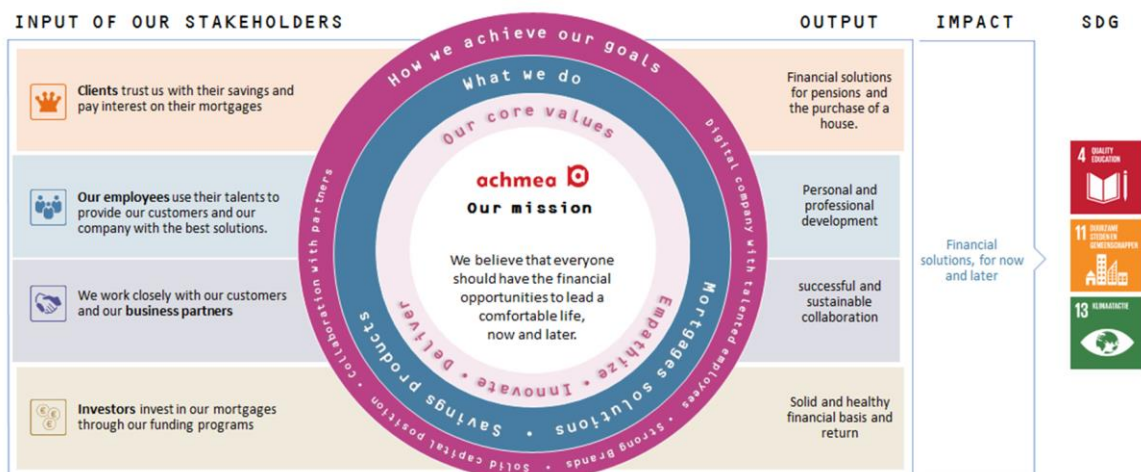 INPUT OF OUR STAKEHOLDERS
OUTPUT
IMPACT
SDG
Clients trust us with their savings and
pay interest on their mortgages
Our employees use their talents to
provide our customers and our
company with the best solutions.
We work closely with our customers
and our business partners
Investors invest in our mortgages
through our funding programs
How we achieve our goals
Digital company with talented employees • Strong Brands • Solid capital position • Collaboration with partners
What we do
Mortgages solutions • Savings products
Our core values
Empathize • Innovate • Deliver
achmea
Our mission
We believe that everyone
should have the financial
opportunities to lead a
comfortable life,
now and later.
Financial solutions
for pensions and
the purchase of a
house.
Personal and
professional
development
successful and
sustainable
collaboration
Solid and healthy
financial basis and
return
Financial
solutions, for now
and later
4 QUALITY
EDUCATION
11 DUURZAME
STEDEN EN
GEMEENSCHAPPEN
13 KLIMAATACTIE